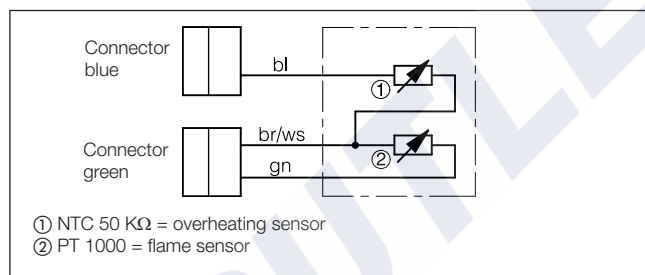 Connector
blue
bl
①
Connector
green
br/ws
gn
②
① NTC 50 KΩ = overheating sensor
② PT 1000 = flame sensor